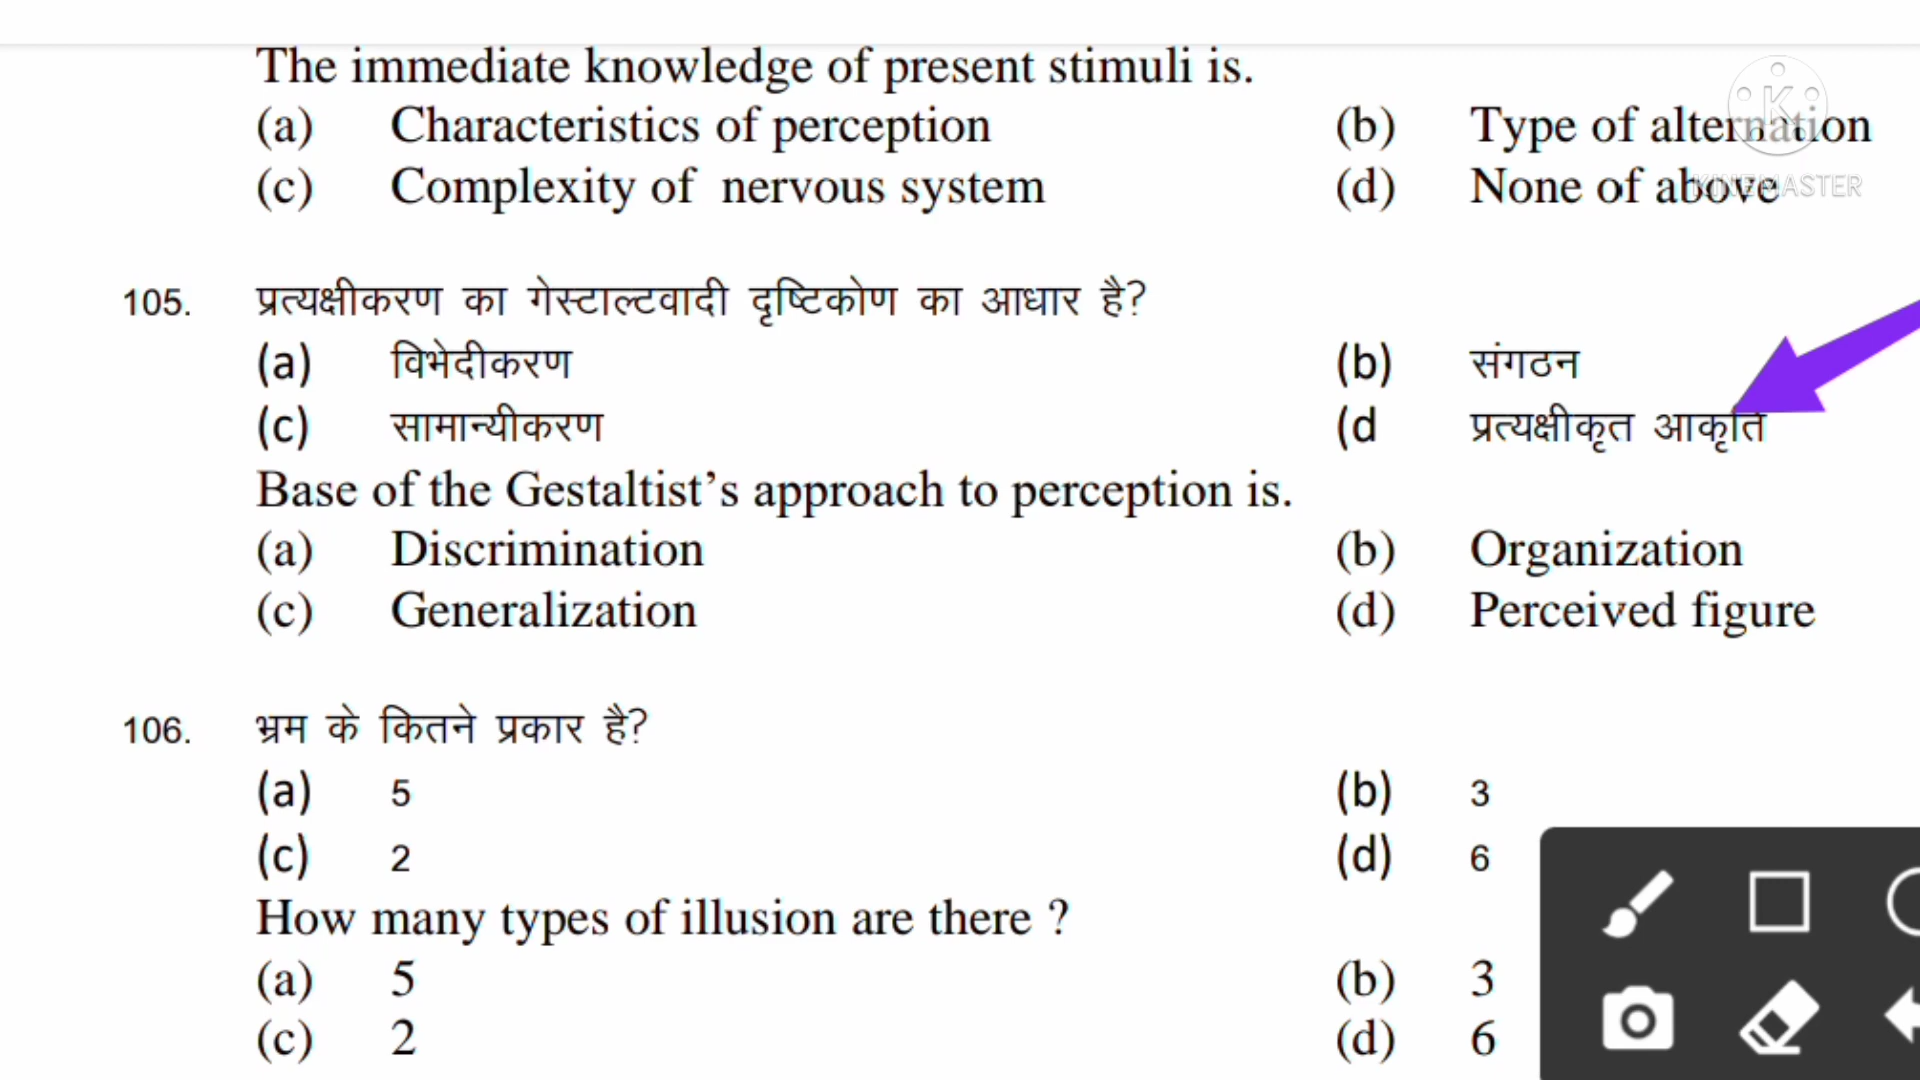 The immediate knowledge of present stimuli is.
(a) Characteristics of perception (b) Type of alternation
(c) Complexity of nervous system (d) None of above
KINEMASTER
105. प्रत्यक्षीकरण का गेस्टाल्टवादी दृष्टिकोण का आधार है?
(a) विभेदीकरण (b) संगठन
(c) सामान्यीकरण (d प्रत्यक्षीकृत आकृति
Base of the Gestaltist’s approach to perception is.
(a) Discrimination (b) Organization
(c) Generalization (d) Perceived figure
106. भ्रम के कितने प्रकार है?
(a) 5 (b) 3
(c) 2 (d) 6
How many types of illusion are there ?
(a) 5 (b) 3
(c) 2 (d) 6